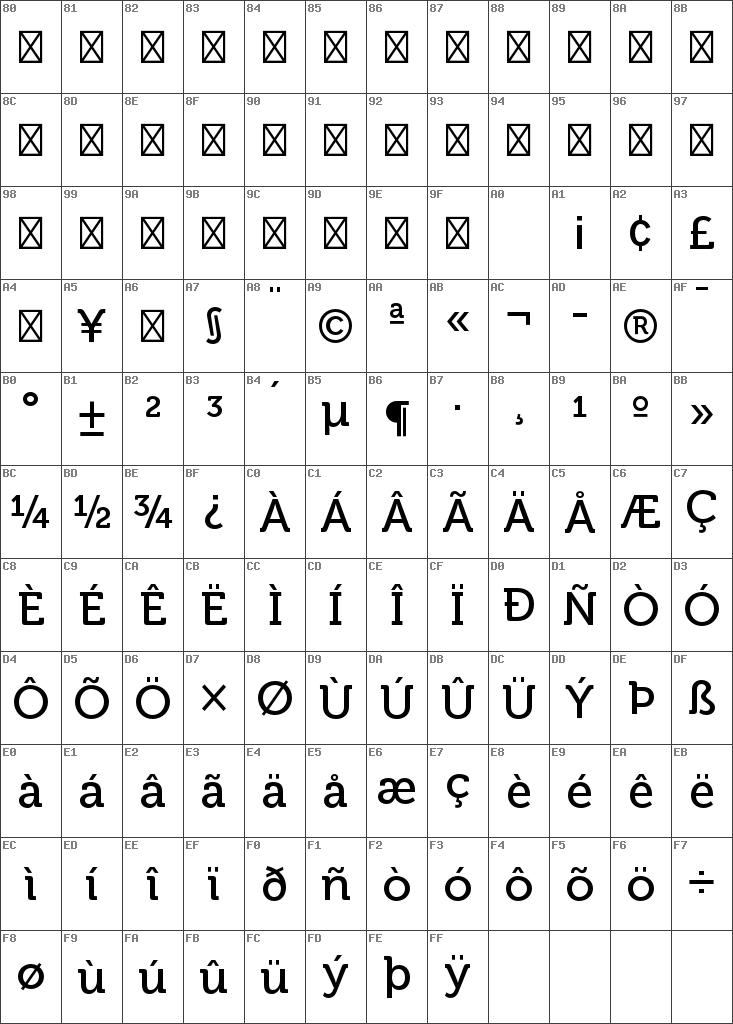 80 81 82 83 84 85 86 87 88 89 8A 8B
8C 8D 8E 8F 90 91 92 93 94 95 96 97
98 99 9A 9B 9C 9D 9E 9F A0 A1 A2 A3
¡ ¢ £
A4 A5 A6 A7 A8 A9 AA AB AC AD AE AF
¥ § ¨ © ª « ¬ - ® ¯
B0 B1 B2 B3 B4 B5 B6 B7 B8 B9 BA BB
° ± ² ³ ´ µ ¶ · ¸ ¹ º »
BC BD BE BF C0 C1 C2 C3 C4 C5 C6 C7
¼ ½ ¾ ¿ À Á Â Ã Ä Å Æ Ç
C8 C9 CA CB CC CD CE CF D0 D1 D2 D3
È É Ê Ë Ì Í Î Ï Ð Ñ Ò Ó
D4 D5 D6 D7 D8 D9 DA DB DC DD DE DF
Ô Õ Ö × Ø Ù Ú Û Ü Ý Þ ß
E0 E1 E2 E3 E4 E5 E6 E7 E8 E9 EA EB
à á â ã ä å æ ç è é ê ë
EC ED EE EF F0 F1 F2 F3 F4 F5 F6 F7
ì í î ï ð ñ ò ó ô õ ö ÷
F8 F9 FA FB FC FD FE FF
ø ù ú û ü ý þ ÿ